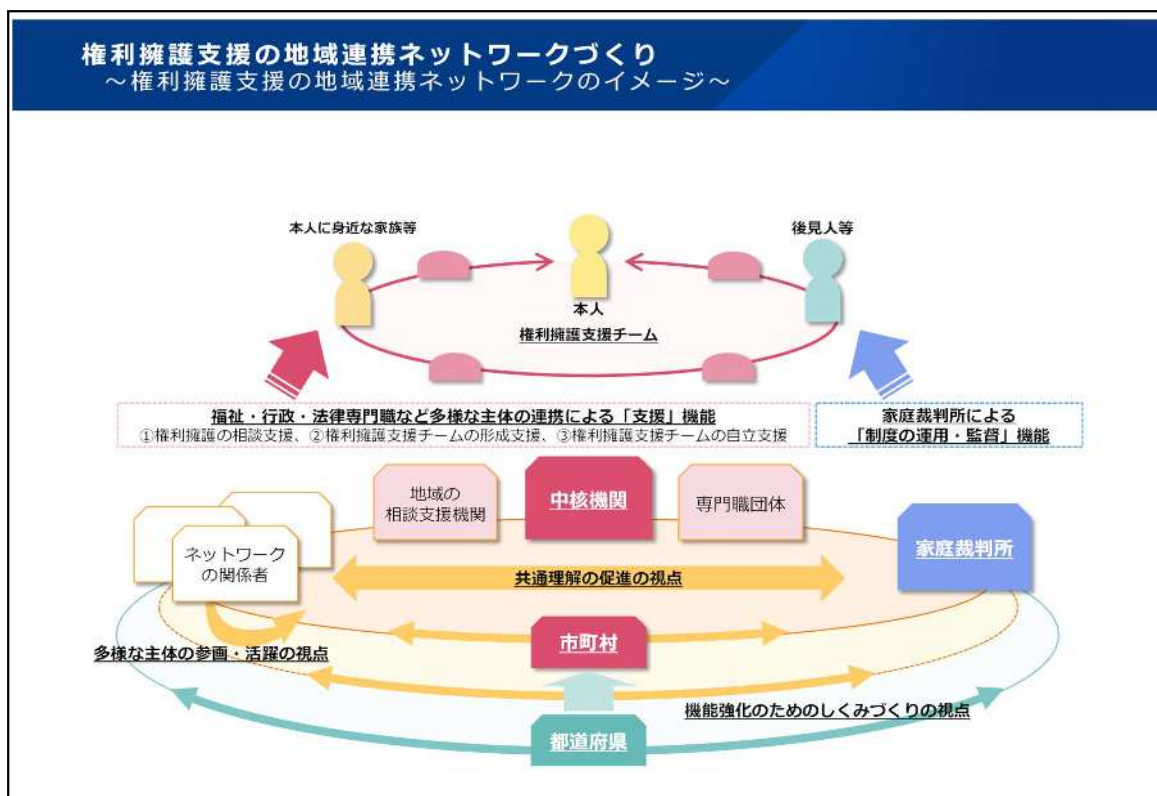 権利擁護支援の地域連携ネットワークづくり
～権利擁護支援の地域連携ネットワークのイメージ～
本人に身近な家族等
後見人等
本人
権利擁護支援チーム
福祉・行政・法律専門職など多様な主体の連携による「支援」機能
①権利擁護の相談支援、②権利擁護支援チームの形成支援、③権利擁護支援チームの自立支援
家庭裁判所による
「制度の運用・監督」機能
地域の
相談支援機関
中核機関
専門職団体
ネットワーク
の関係者
家庭裁判所
共通理解の促進の視点
市町村
多様な主体の参画・活躍の視点
機能強化のためのしくみづくりの視点
都道府県